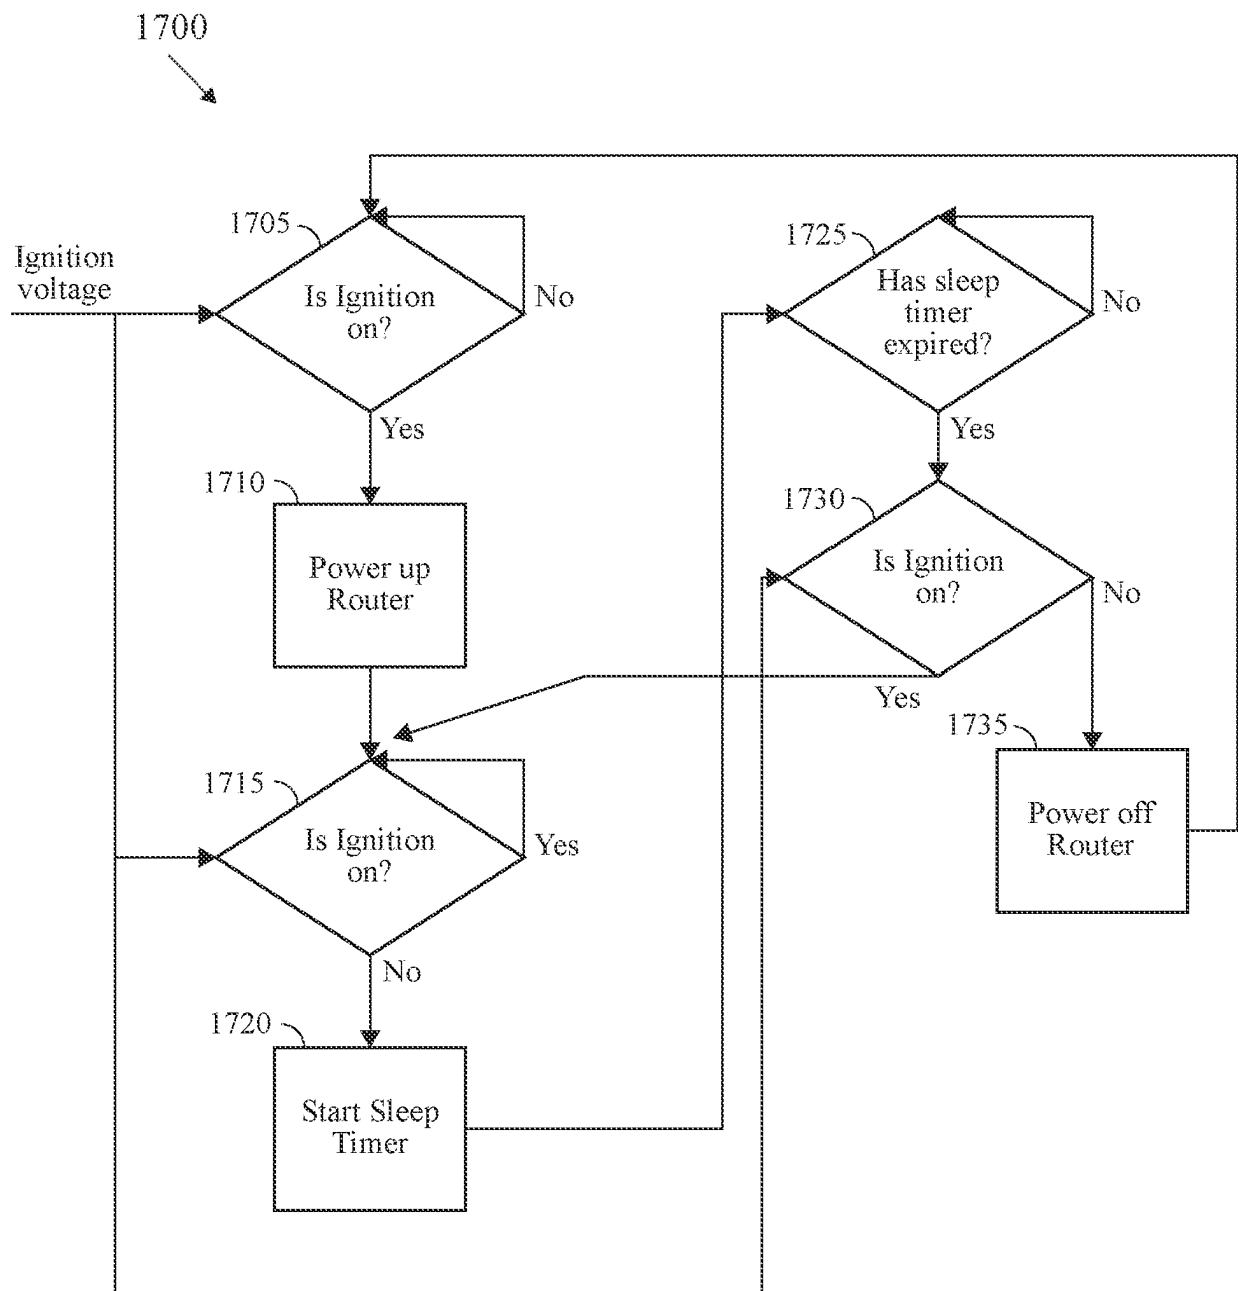 1700
1705
Ignition
voltage
Is Ignition
on?
No
Yes
1710
Power up
Router
1715
Is Ignition
on?
Yes
No
1720
Start Sleep
Timer
1725
Has sleep
timer
expired?
No
Yes
1730
Is Ignition
on?
No
Yes
1735
Power off
Router